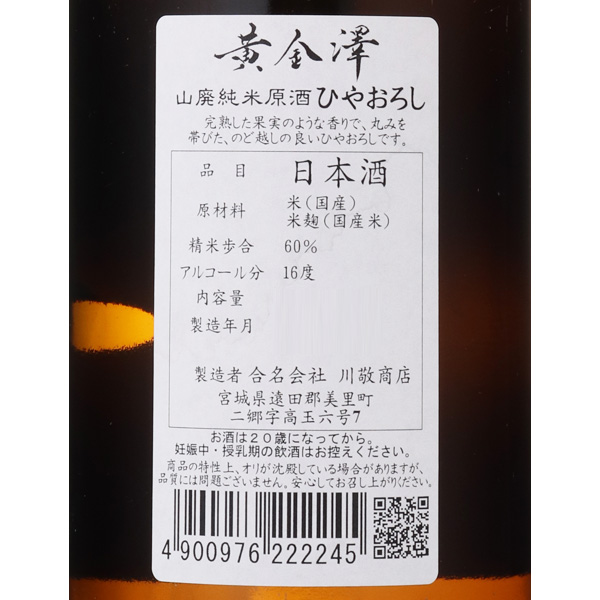 黄金澤
山廃純米原酒ひやおろし
完熟した果実のような香りで、丸みを
帯びた、のど越しの良いひやおろしです。
品目 日本酒
原材料 米(国産)
米麹(国産米)
精米歩合 60%
アルコール分 16度
内容量
製造年月
製造者 合名会社 川敬商店
宮城県遠田郡美里町
二郷字高玉六号7
お酒は20歳になってから。
妊娠中・授乳期の飲酒はお控えください。
商品の特性上、オリが沈殿している場合がありますが、
品質には問題ございません。安心してお召し上がりください。
4900976 222245